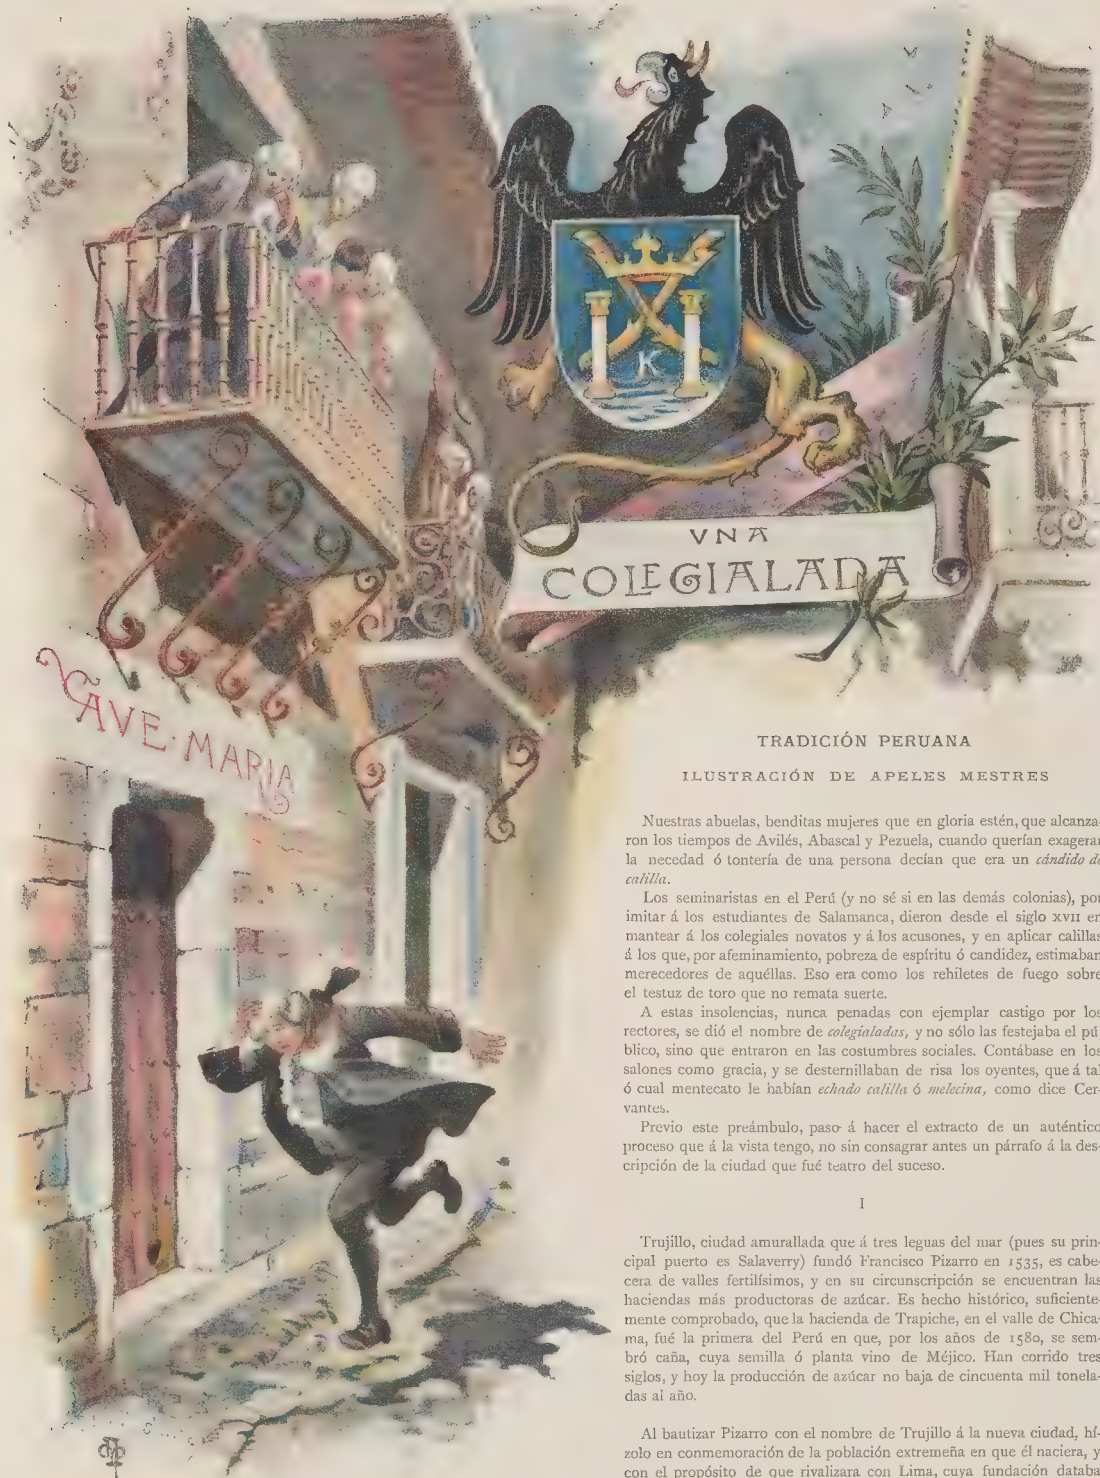 VNA
COLEGIALADA
K
AVE·MARIA
TRADICIÓN PERUANA
ILUSTRACIÓN DE APELES MESTRES
Nuestras abuelas, benditas mujeres que en gloria estén, que alcanza-
ron los tiempos de Avilés, Abascal y Pezuela, cuando querían exagerar
la necedad ó tontería de una persona decían que era un cándido de
calilla.
Los seminaristas en el Perú (y no sé si en las demás colonias), por
imitar á los estudiantes de Salamanca, dieron desde el siglo XVII en
mantear á los colegiales novatos y á los acusones, y en aplicar calillas
á los que, por afeminamiento, pobreza de espíritu ó candidez, estimaban
merecedores de aquéllas. Eso era como los rehiletes de fuego sobre
el testuz de toro que no remata suerte.
A estas insolencias, nunca penadas con ejemplar castigo por los
rectores, se dió el nombre de colegialadas, y no sólo las festejaba el pú
blico, sino que entraron en las costumbres sociales. Contábase en los
salones como gracia, y se desternillaban de risa los oyentes, que á tal
ó cual mentecato le habían echado calilla ó melecina, como dice Cer-
vantes.
Previo este preámbulo, paso á hacer el extracto de un auténtico
proceso que á la vista tengo, no sin consagrar antes un párrafo á la des-
cripción de la ciudad que fué teatro del suceso.
I
Trujillo, ciudad amurallada que á tres leguas del mar (pues su prin-
cipal puerto es Salaverry) fundó Francisco Pizarro en 1535, es cabe-
cera de valles fertilísimos, y en su circunscripción se encuentran las
haciendas más productoras de azúcar. Es hecho histórico, suficiente-
mente comprobado, que la hacienda de Trapiche, en el valle de Chica-
ma, fué la primera del Perú en que, por los años de 1580, se sem-
bró caña, cuya semilla ó planta vino de Méjico. Han corrido tres
siglos, y hoy la producción de azúcar no baja de cincuenta mil tonela-
das al año.
Al bautizar Pizarro con el nombre de Trujillo á la nueva ciudad, hí-
zolo en conmemoración de la población extremeña en que él naciera, y
con el propósito de que rivalizara con Lima, cuya fundación databa